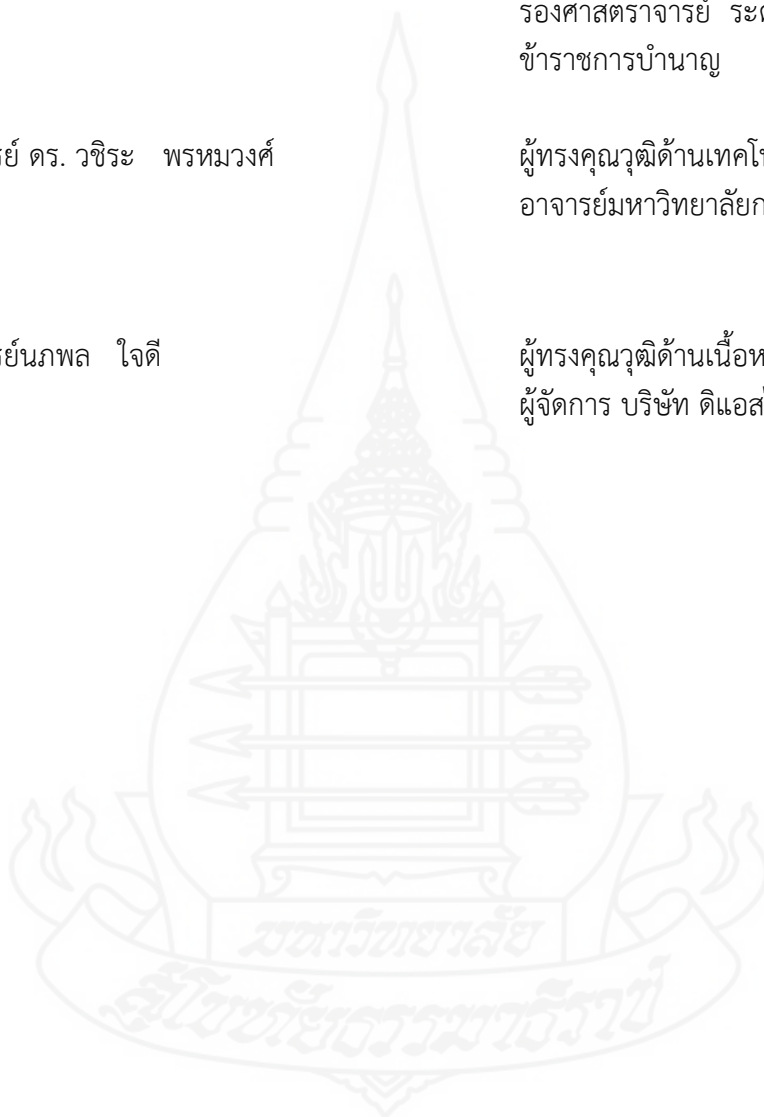 รองศาสตราจารย์ ระ
ข้าราชการบำนาญ
ย์ ดร. วชิระ พรหมวงศ์
ผู้ทรงคุณวุฒิด้านเทคโ
อาจารย์มหาวิทยาลัยก
ย์นภพล ใจดี
ผู้ทรงคุณวุฒิด้านเนื้อห
ผู้จัดการ บริษัท ดิแอส
มหาวิทยาลัย
สุโขทัยธรรมาธิราช